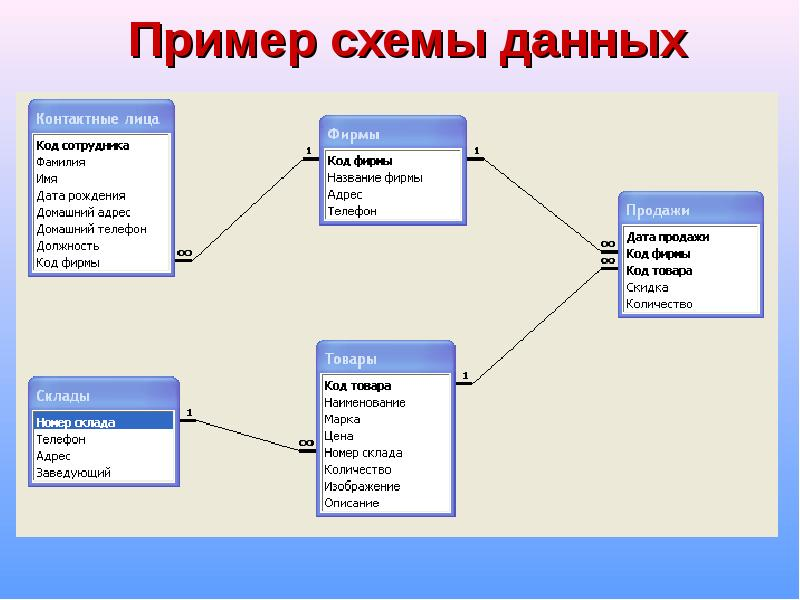 Пример схемы данных
Контактные лица
Код сотрудника
Фамилия
Имя
Дата рождения
Домашний адрес
Домашний телефон
Должность
Код фирмы
Фирмы
Код фирмы
Название фирмы
Адрес
Телефон
Продажи
Дата продажи
Код фирмы
Код товара
Скидка
Количество
Склады
Номер склада
Телефон
Адрес
Заведующий
Товары
Код товара
Наименование
Марка
Цена
Номер склада
Количество
Изображение
Описание
1
∞
1
∞
∞
1
1
∞